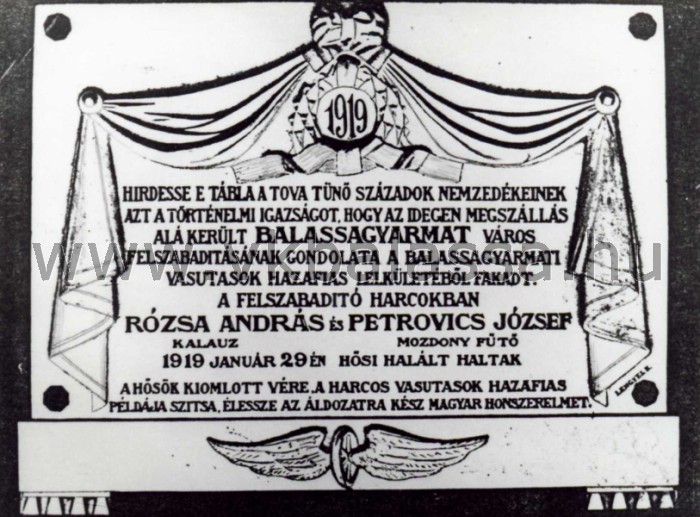 1919
HIRDESSE E TÁBLA A TOVA TŰNŐ SZÁZADOK NEMZEDÉKEINEK
AZT A TÖRTÉNELMI IGAZSÁGOT, HOGY AZ IDEGEN MEGSZÁLLÁS
ALÁ KERÜLT BALASSAGYARMAT VÁROS
FELSZABADITÁSÁNAK GONDOLATA A BALASSAGYARMATI
VASUTASOK HAZAFIAS LELKÜLETÉBŐL FAKADT.
A FELSZABADITÓ HARCOKBAN
RÓZSA ANDRÁS ÉS PETROVICS JÓZSEF
KALAUZ MOZDONY FŰTŐ
1919 JANUÁR 29 ÉN HŐSI HALÁLT HALTAK
A HŐSÖK KIOMLOTT VÉRE, A HARCOS VASUTASOK HAZAFIAS
PÉLDÁJA SZITSA, ÉLESSZE AZ ÁLDOZATRA KÉSZ MAGYAR HONSZERELMET.
LENGYEL K.
www.vkbalassa.hu